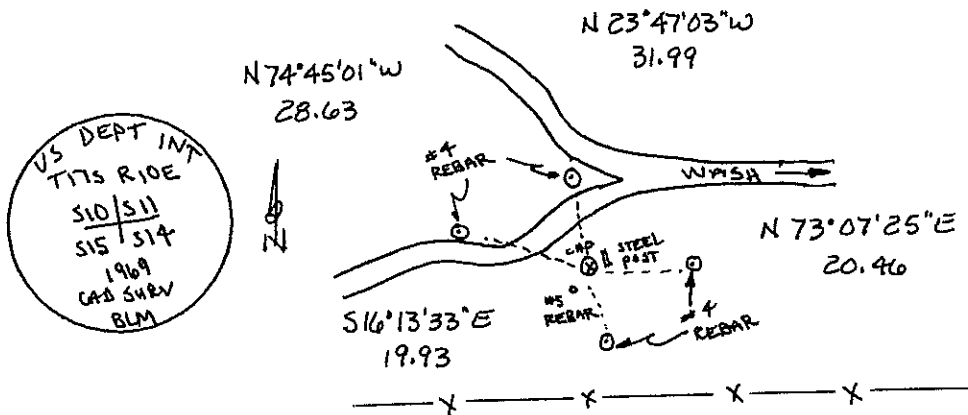 N 23°47'03"W
31.99
N 74°45'01"W
28.63
US DEPT INT
T17S R10E
S10 S11
S15 S14
1969
CAD SURV
BLM
N
#4
REBAR
WASH
N 73°07'25"E
20.46
CAP
STEEL
POST
#5
REBAR
#4
REBAR
S16°13'33"E
19.93
X X X X